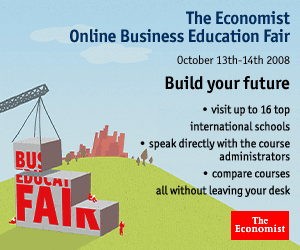 The Economist
Online Business Education Fair
October 13th-14th 2008
Build your future
• visit up to 16 top
international schools
• speak directly with the course
administrators
• compare courses
all without leaving your desk
BUS
EDUCAT
FAIR
The
Economist